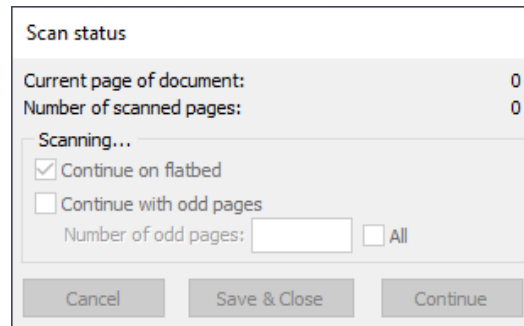 Scan status
Current page of document: 0
Number of scanned pages: 0
Scanning...
Continue on flatbed
Continue with odd pages
Number of odd pages: All
Cancel Save & Close Continue